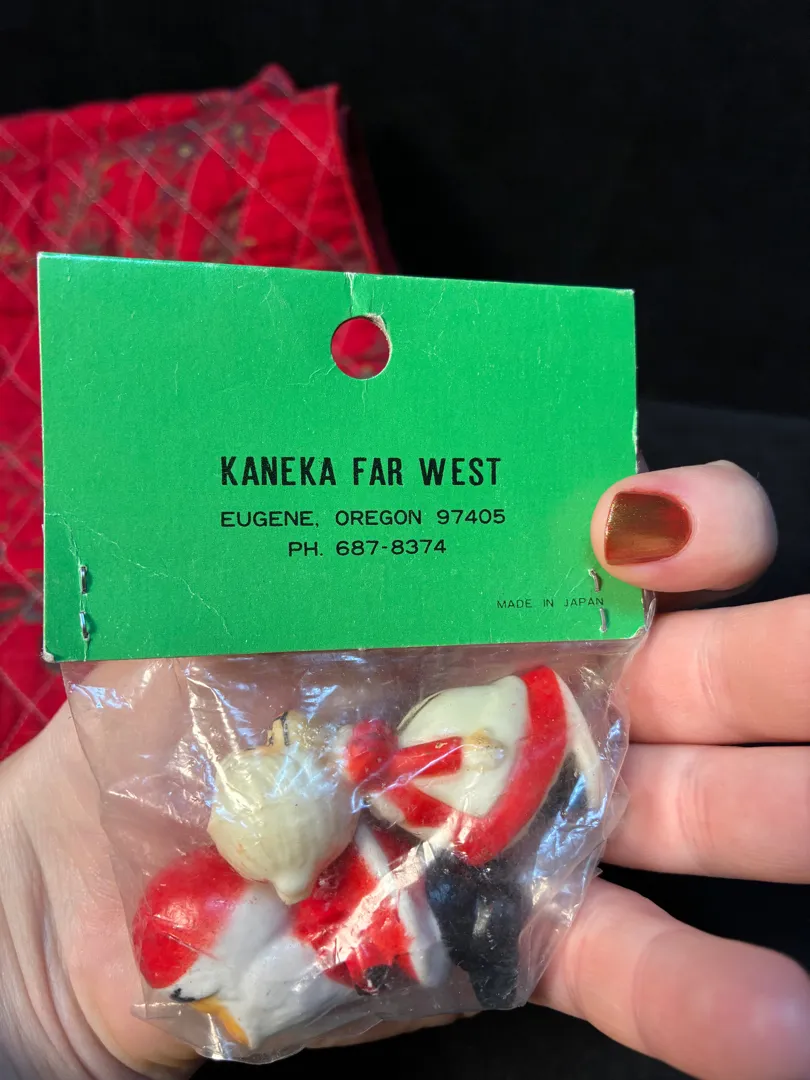 KANEKA FAR WEST
EUGENE, OREGON 97405
PH. 687-8374
MADE IN JAPAN